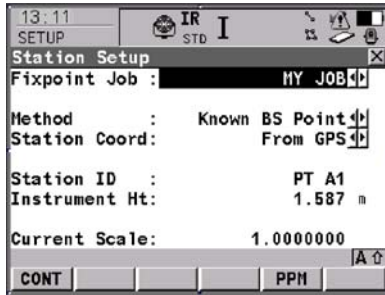 13:11
SETUP
IR
STD
I
Station Setup
Fixpoint Job : MY JOB
Method : Known BS Point
Station Coord: From GPS
Station ID : PT A1
Instrument Ht: 1.587 m
Current Scale: 1.0000000
A
CONT PPM